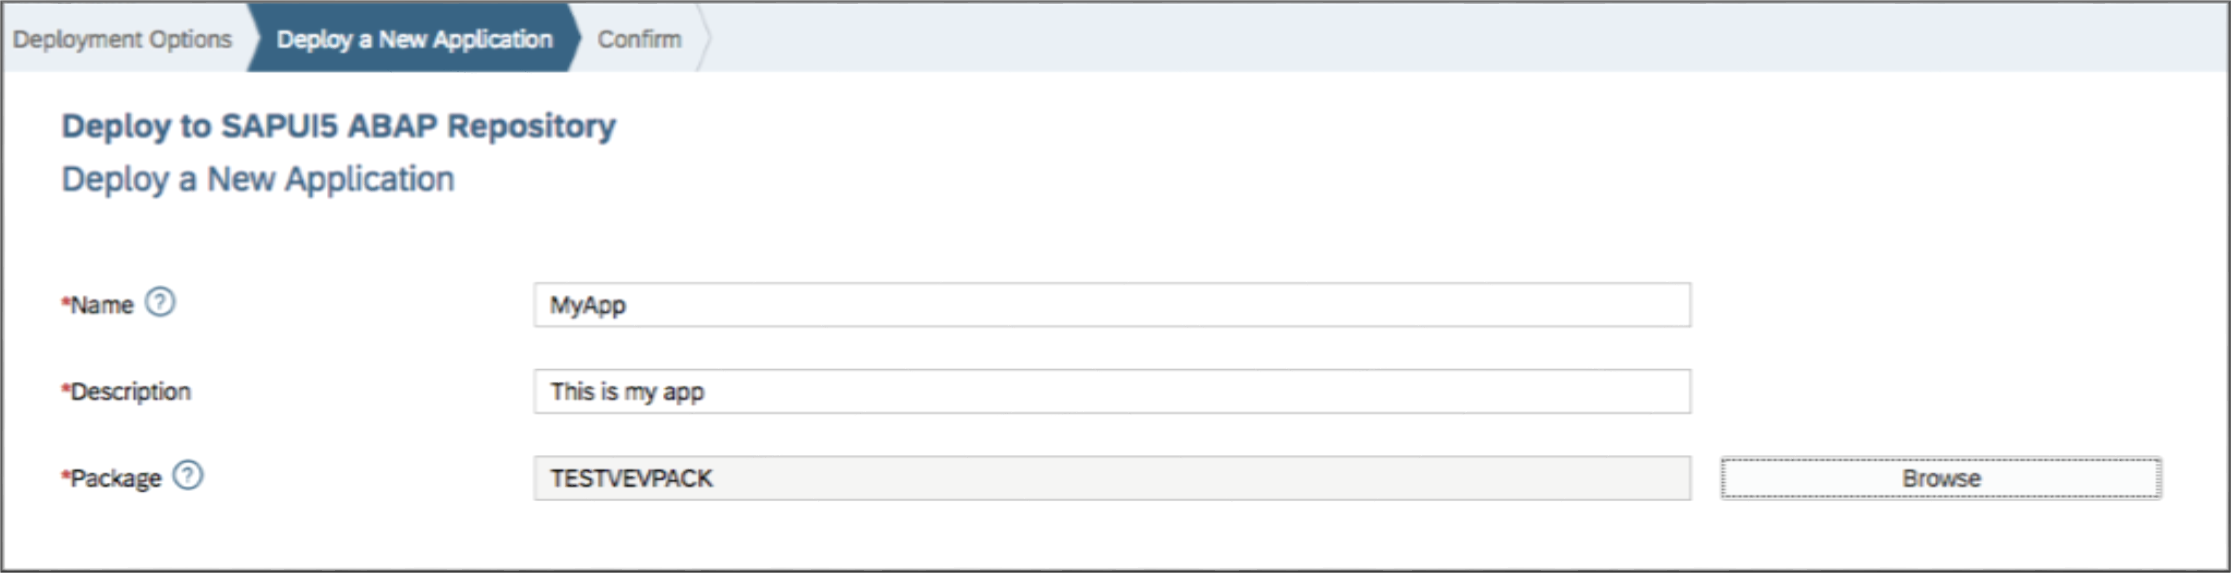 Deployment Options Deploy a New Application Confirm
Deploy to SAPUI5 ABAP Repository
Deploy a New Application
*Name ? MyApp
*Description This is my app
*Package ? TESTVEVPACK Browse